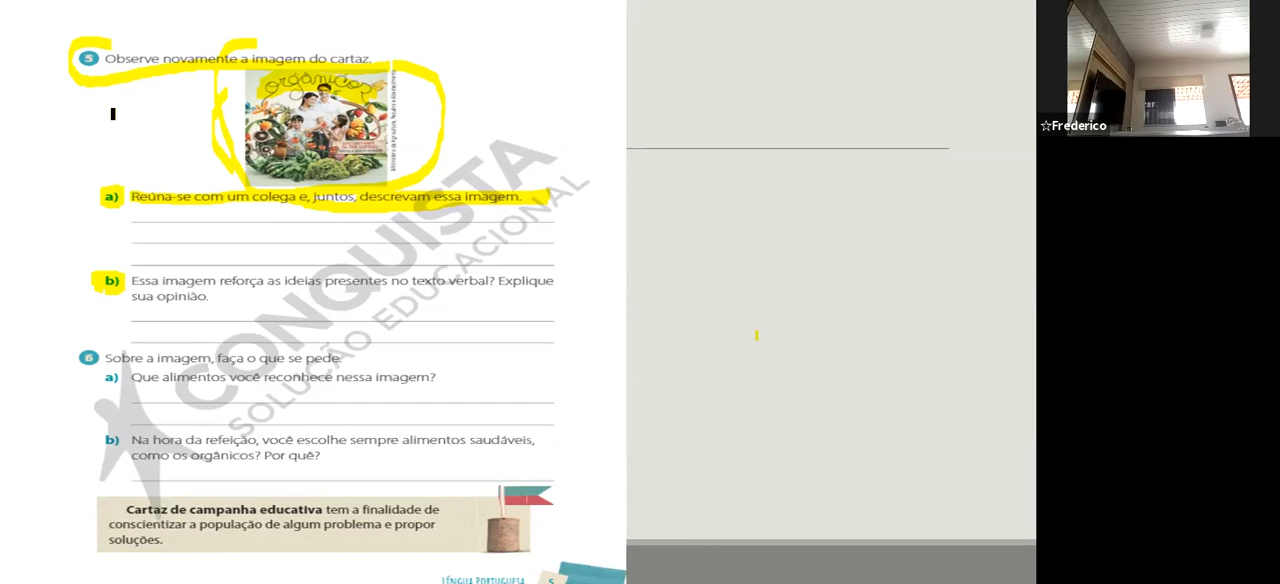 5 Observe novamente a imagem do cartaz.
orgânicos
a) Reúna-se com um colega e, juntos, descrevam essa imagem.
b) Essa imagem reforça as ideias presentes no texto verbal? Explique
sua opinião.
6 Sobre a imagem, faça o que se pede.
a) Que alimentos você reconhece nessa imagem?
b) Na hora da refeição, você escolhe sempre alimentos saudáveis,
como os orgânicos? Por quê?
Cartaz de campanha educativa tem a finalidade de
conscientizar a população de algum problema e propor
soluções.
LÍNGUA PORTUGUESA 5
CONQUISTA
SOLUÇÃO EDUCACIONAL
☆Frederico